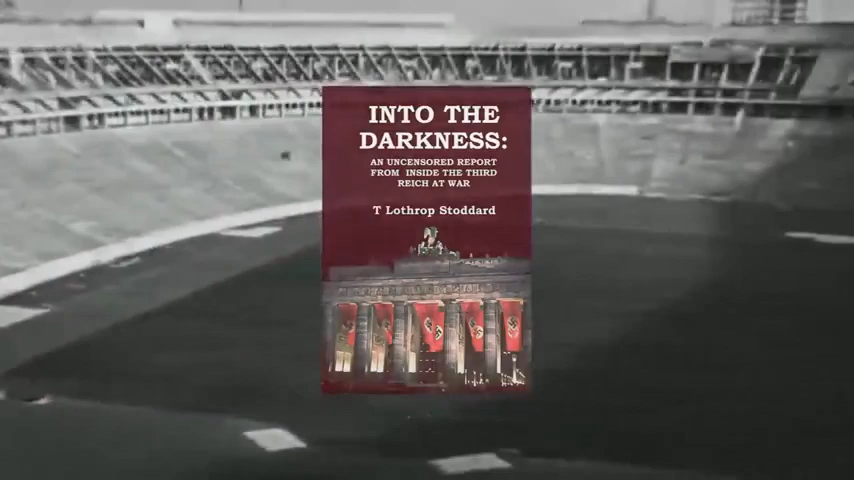 INTO THE
DARKNESS:
AN UNCENSORED REPORT
FROM INSIDE THE THIRD
REICH AT WAR
T Lothrop Stoddard